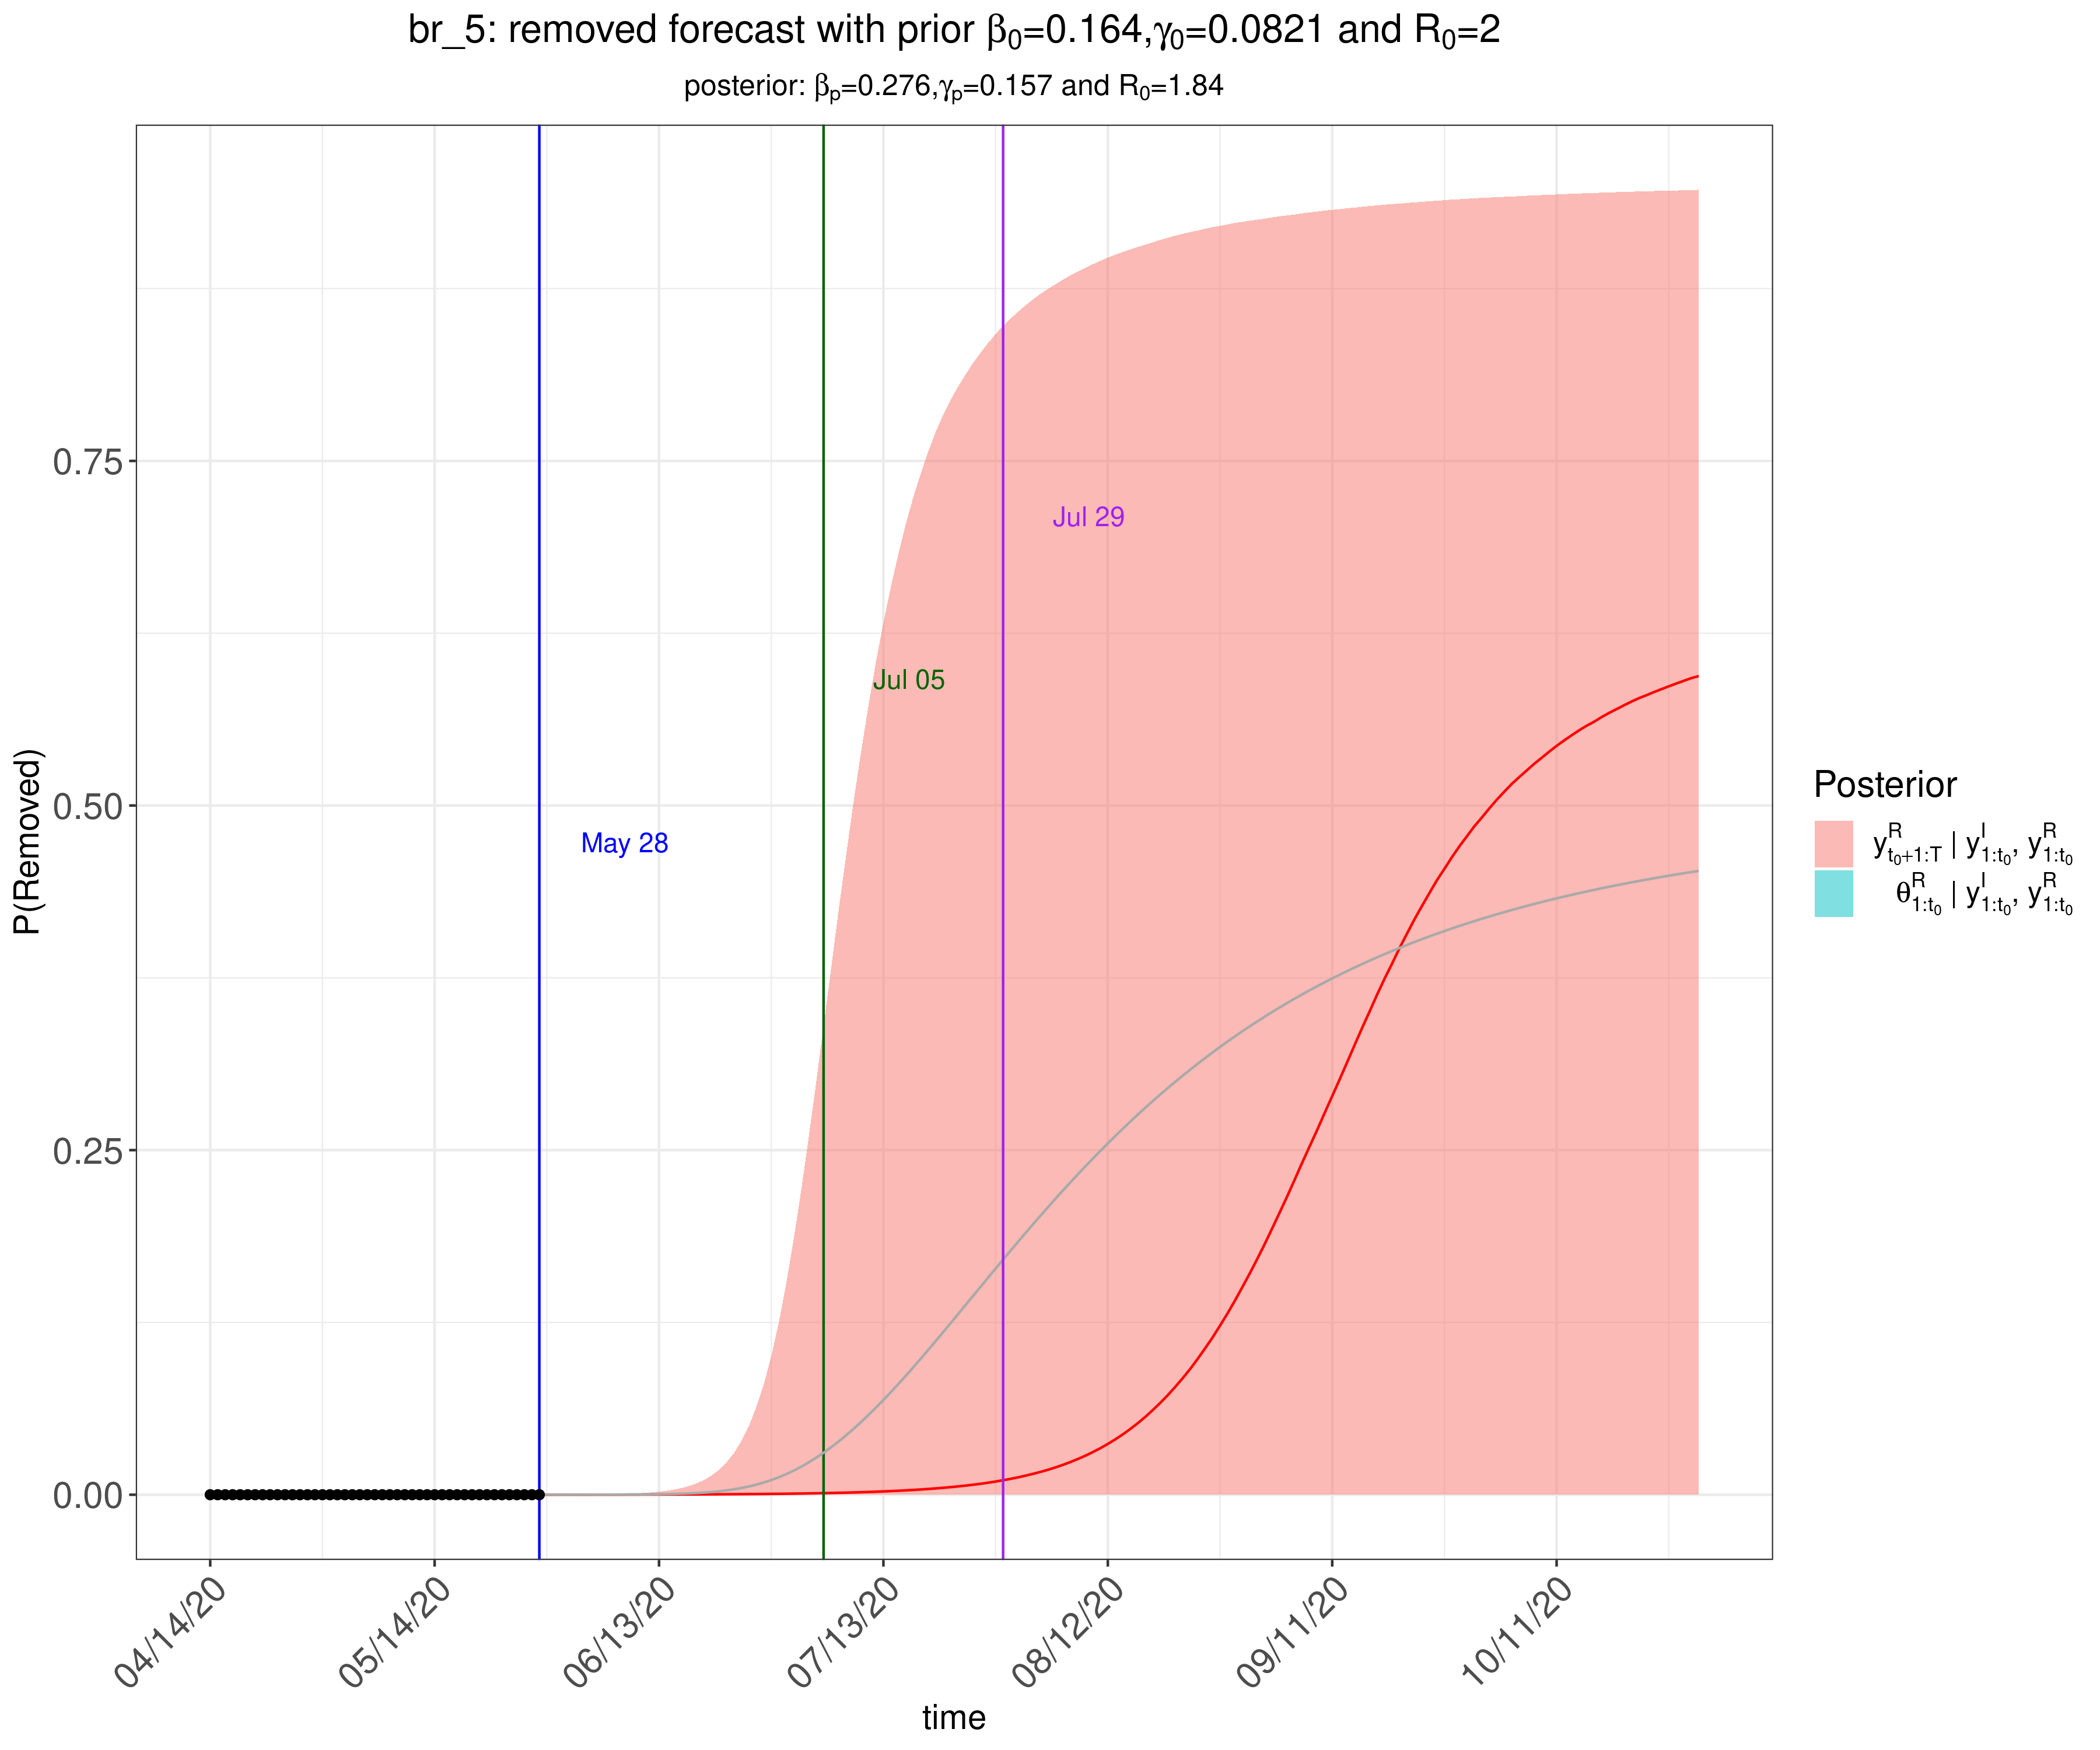 br_5: removed forecast with prior β₀=0.164,γ₀=0.0821 and R₀=2
posterior: βₚ=0.276,γₚ=0.157 and R₀=1.84
P(Removed)
0.75
0.50
0.25
0.00
Jul 29
Jul 05
May 28
04/14/20
05/14/20
06/13/20
07/13/20
08/12/20
09/11/20
10/11/20
time
Posterior
y^R_{t₀+1:T} | y^I_{1:t₀}, y^R_{1:t₀}
θ^R_{1:t₀} | y^I_{1:t₀}, y^R_{1:t₀}